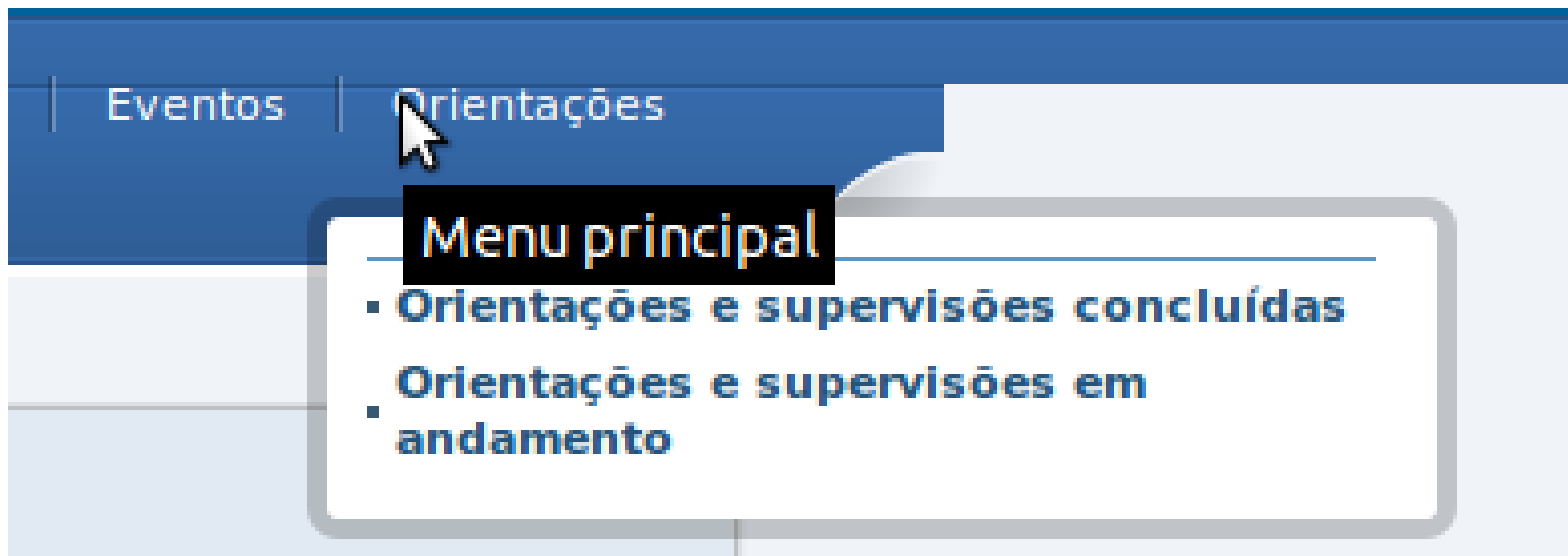 Eventos
Orientações
Menu principal
Orientações e supervisões concluídas
Orientações e supervisões em
andamento